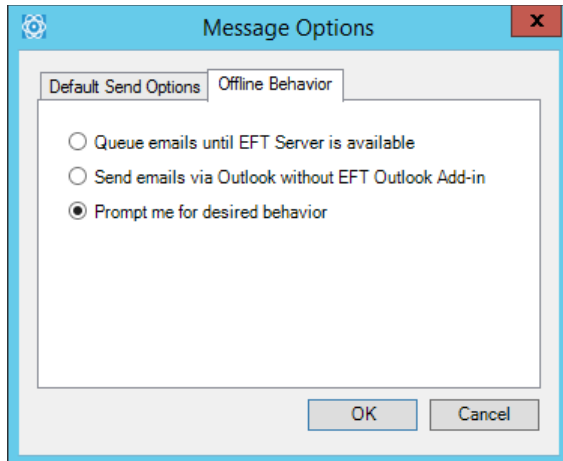 Message Options
x
Default Send Options
Offline Behavior
Queue emails until EFT Server is available
Send emails via Outlook without EFT Outlook Add-in
Prompt me for desired behavior
OK
Cancel